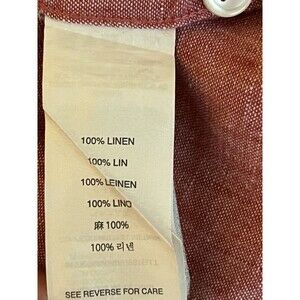 100% LINEN
100% LIN
100% LEINEN
100% LINO
麻 100%
100% 리넨
SEE REVERSE FOR CARE